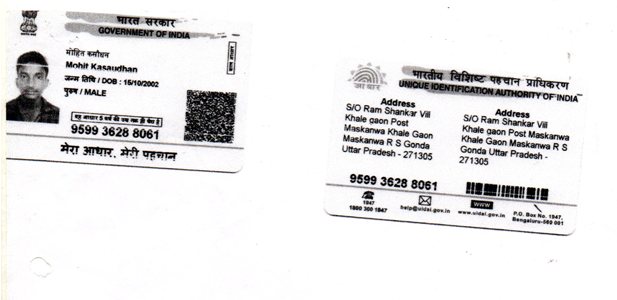 भारत सरकार
GOVERNMENT OF INDIA
मोहित कसौधन
Mohit Kasaudhan
जन्म तिथि / DOB : 15/10/2002
पुरुष / MALE
9599 3628 8061
मेरा आधार, मेरी पहचान
भारतीय विशिष्ट पहचान प्राधिकरण
UNIQUE IDENTIFICATION AUTHORITY OF INDIA
आधार
Address
S/O Ram Shankar Vill
Khale gaon Post
Maskanwa Khale Gaon
Maskanwa R S Gonda
Uttar Pradesh -
271305
Address
S/O Ram Shankar Vill
Khale gaon Post Maskanwa
Khale Gaon Maskanwa R S
Gonda Uttar Pradesh -
271305
9599 3628 8061
1947
1800 300 1947
help@uidai.gov.in
www
www.uidai.gov.in
P.O. Box No. 1947,
Bengaluru-560 001